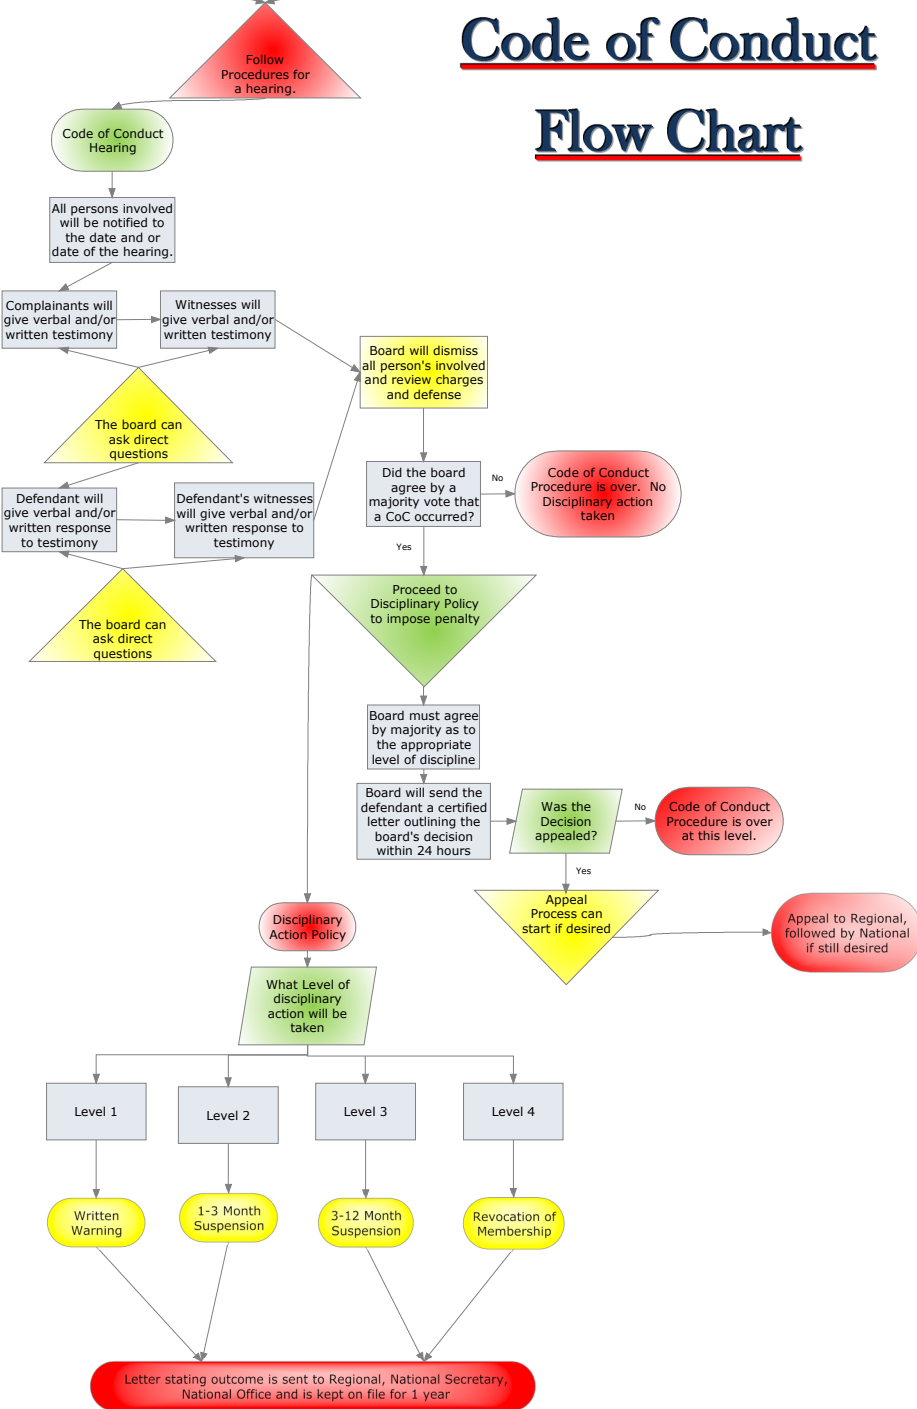 Code of Conduct
Flow Chart
Follow
Procedures for
a hearing.
Code of Conduct
Hearing
All persons involved
will be notified to
the date and or
date of the hearing.
Complainants will
give verbal and/or
written testimony
Witnesses will
give verbal and/or
written testimony
Board will dismiss
all person's involved
and review charges
and defense
The board can
ask direct
questions
Did the board
agree by a
majority vote that
a CoC occurred?
No
Code of Conduct
Procedure is over. No
Disciplinary action
taken
Defendant will
give verbal and/or
written response
to testimony
Defendant's witnesses
will give verbal and/or
written response to
testimony
Yes
The board can
ask direct
questions
Proceed to
Disciplinary Policy
to impose penalty
Board must agree
by majority as to
the appropriate
level of discipline
Board will send the
defendant a certified
letter outlining the
board's decision
within 24 hours
Was the
Decision
appealed?
No
Code of Conduct
Procedure is over
at this level.
Yes
Appeal
Process can
start if desired
Appeal to Regional,
followed by National
if still desired
Disciplinary
Action Policy
What Level of
disciplinary
action will be
taken
Level 1
Level 2
Level 3
Level 4
Written
Warning
1-3 Month
Suspension
3-12 Month
Suspension
Revocation of
Membership
Letter stating outcome is sent to Regional, National Secretary,
National Office and is kept on file for 1 year